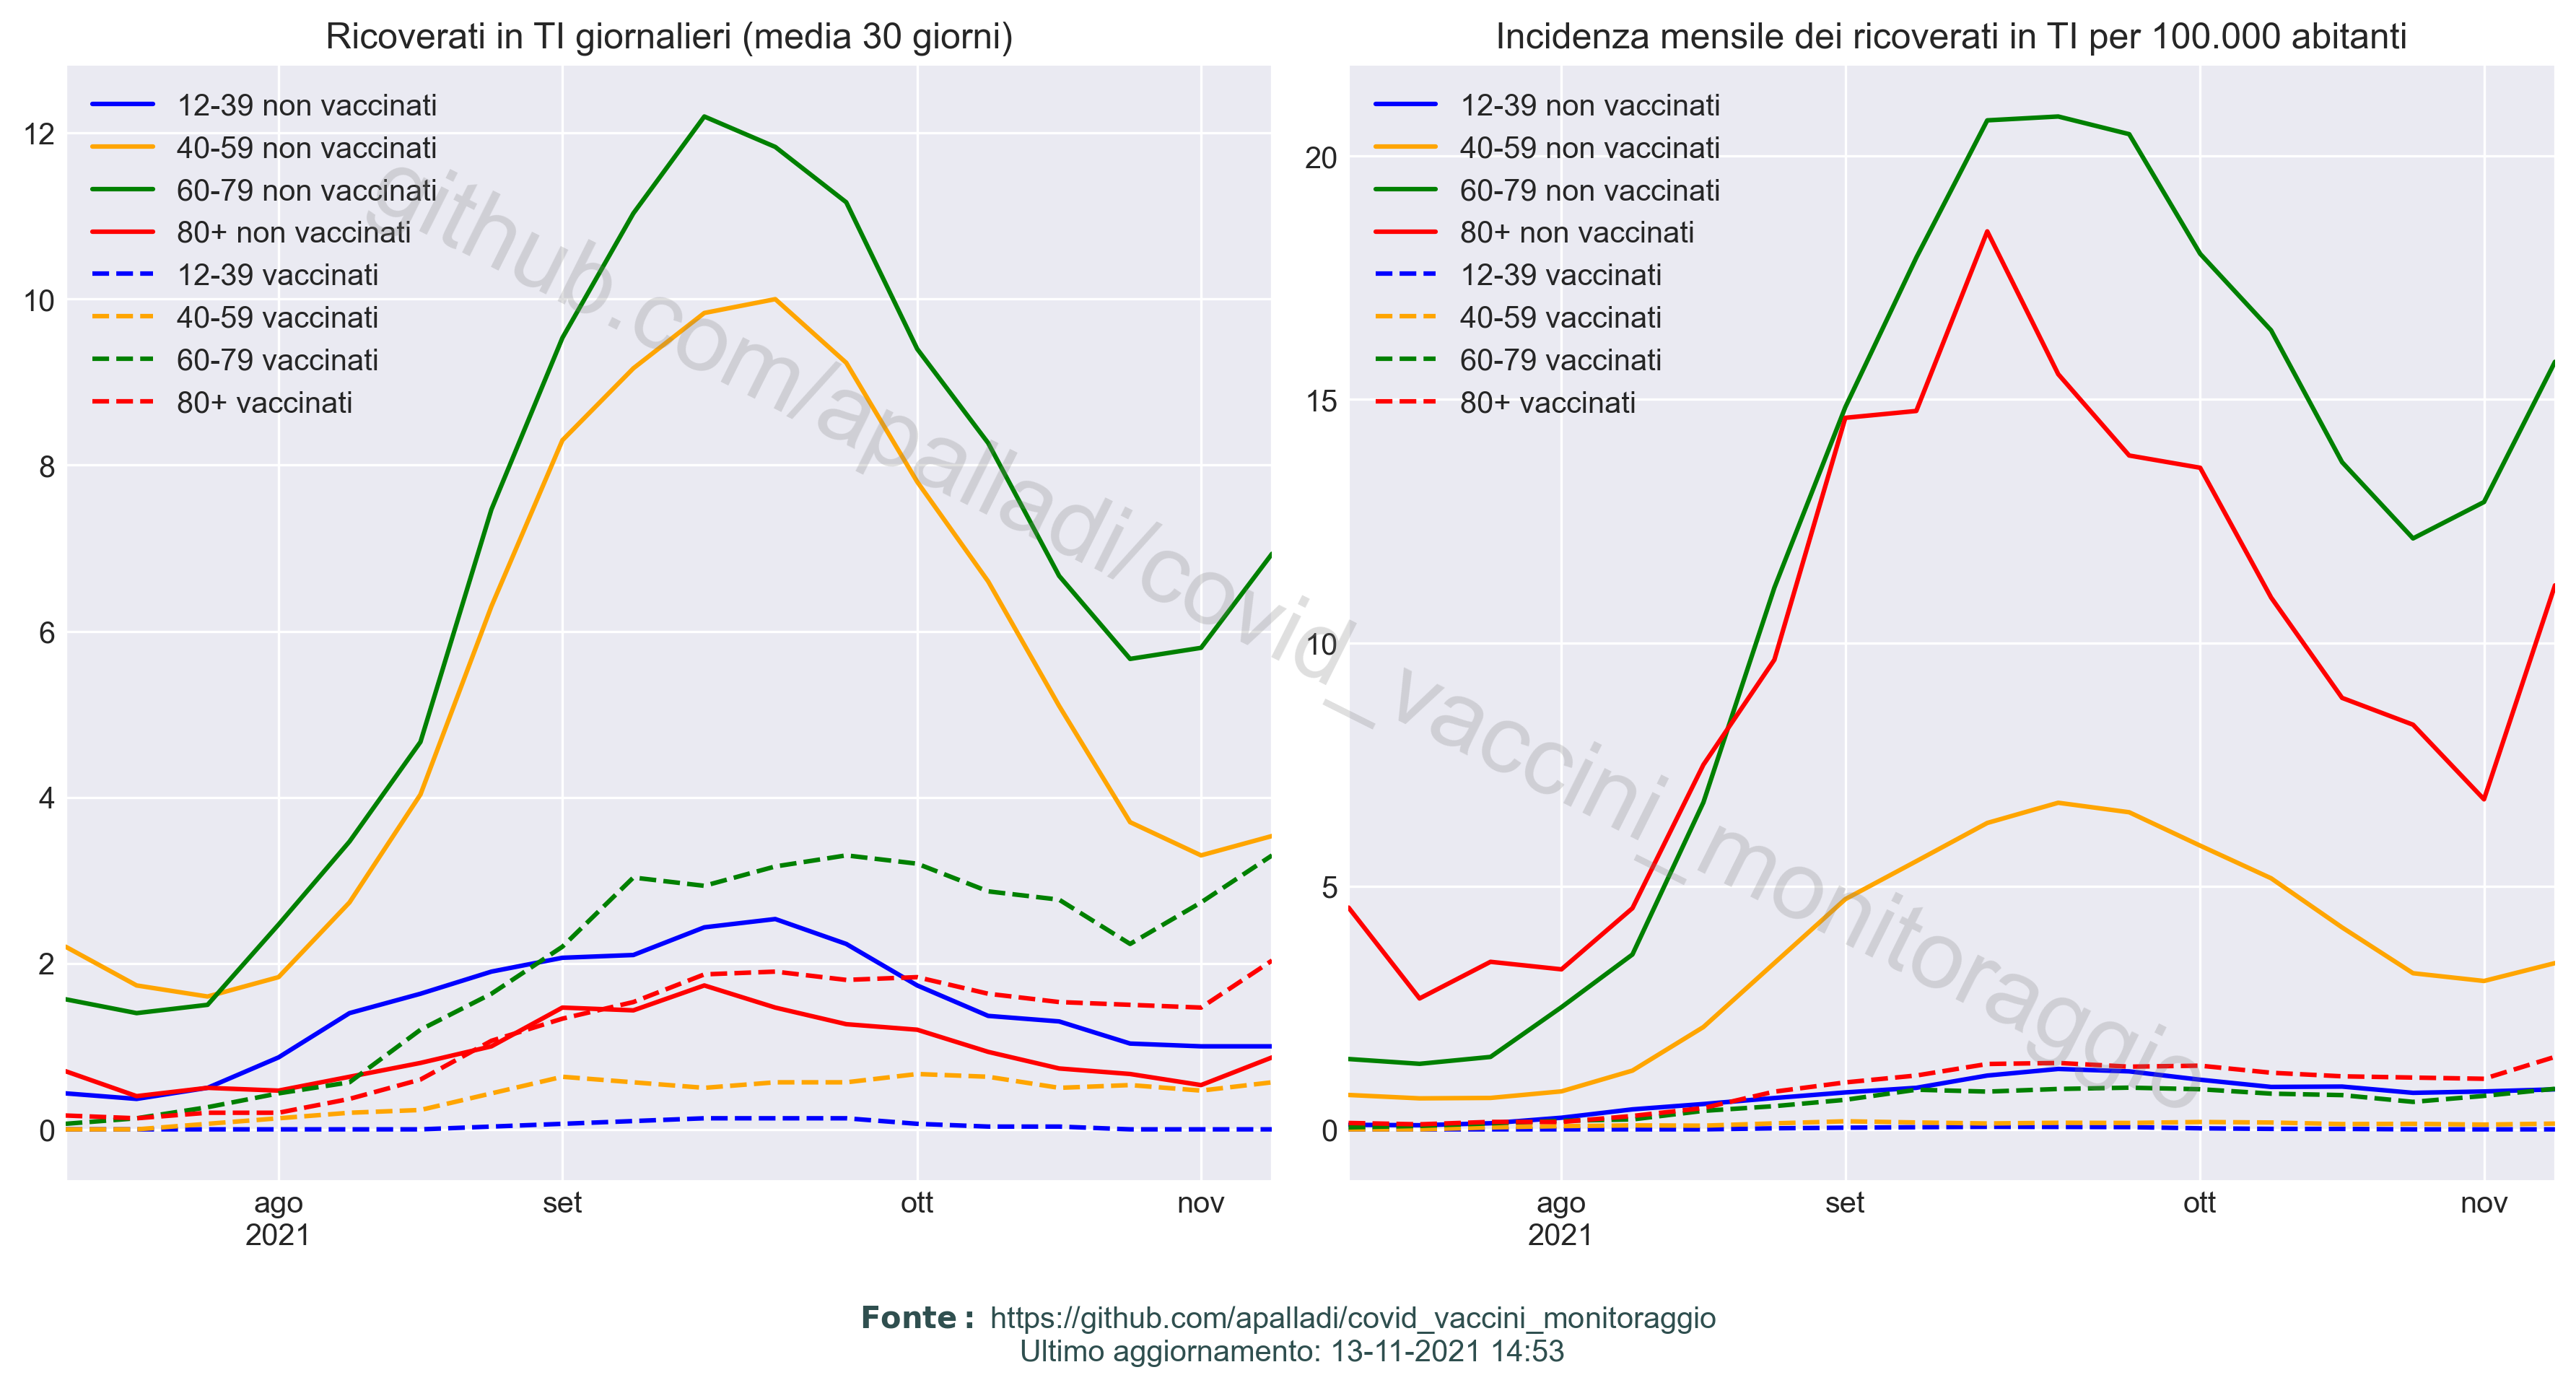 Ricoverati in TI giornalieri (media 30 giorni)
12
10
8
6
4
2
0
12-39 non vaccinati
40-59 non vaccinati
60-79 non vaccinati
80+ non vaccinati
12-39 vaccinati
40-59 vaccinati
60-79 vaccinati
80+ vaccinati
ago
2021
set
ott
nov
Incidenza mensile dei ricoverati in TI per 100.000 abitanti
20
15
10
5
0
12-39 non vaccinati
40-59 non vaccinati
60-79 non vaccinati
80+ non vaccinati
12-39 vaccinati
40-59 vaccinati
60-79 vaccinati
80+ vaccinati
ago
2021
set
ott
nov
github.com/apalladi/covid_vaccini_monitoraggio
Fonte: https://github.com/apalladi/covid_vaccini_monitoraggio
Ultimo aggiornamento: 13-11-2021 14:53